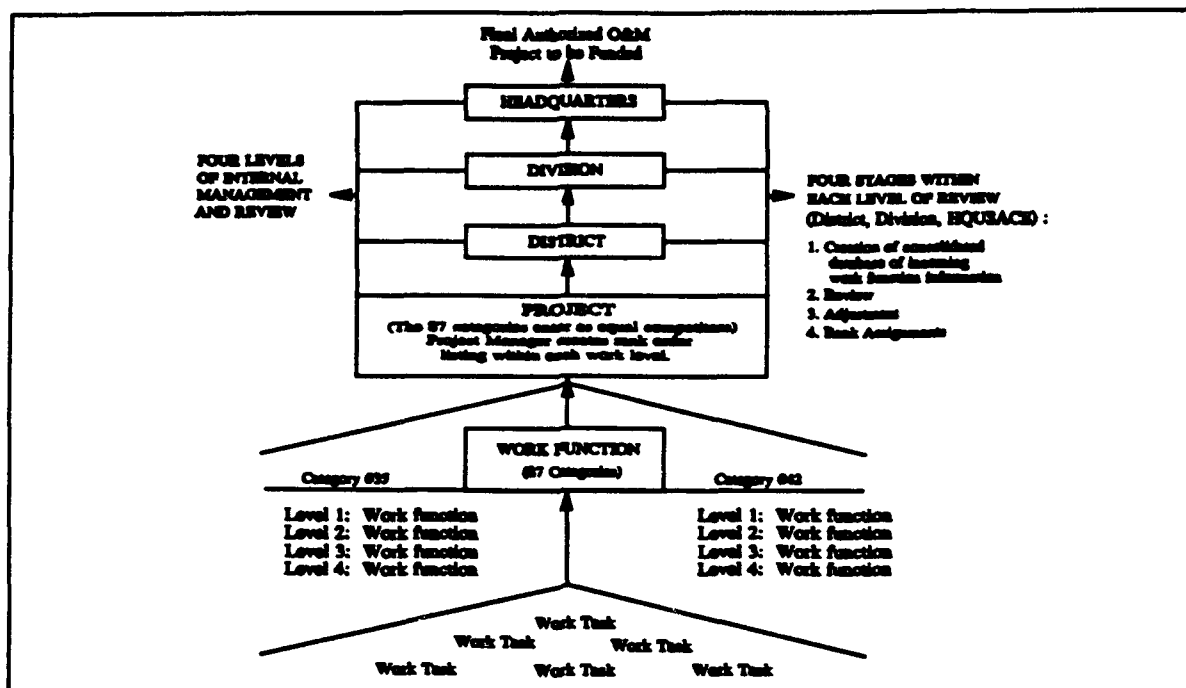 Final Authorized O&M
Project to be Funded
HEADQUARTERS
FOUR LEVELS
OF INTERNAL
MANAGEMENT
AND REVIEW
DIVISION
DISTRICT
FOUR STAGES WITHIN
EACH LEVEL OF REVIEW
(District, Division, HQUSACE) :
1. Creation of consolidated
database of incoming
work function information
2. Review
3. Adjustment
4. Rank Assignments
PROJECT
(The 87 categories enter as equal competitors)
Project Manager creates rank order
listing within each work level.
WORK FUNCTION
(87 Categories)
Category 035
Category 042
Level 1: Work function
Level 2: Work function
Level 3: Work function
Level 4: Work function
Level 1: Work function
Level 2: Work function
Level 3: Work function
Level 4: Work function
Work Task
Work Task Work Task
Work Task Work Task Work Task